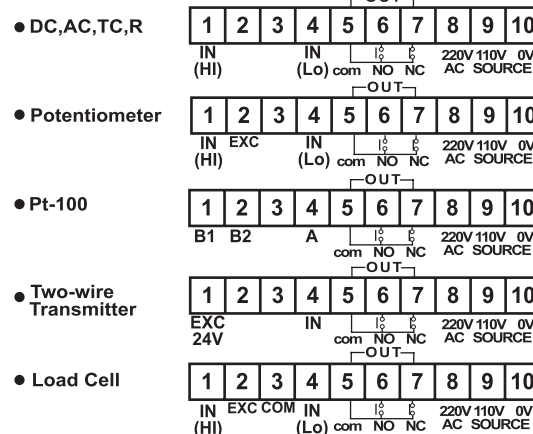 OUT
● DC,AC,TC,R 1 2 3 4 5 6 7 8 9 10
IN (HI) IN (Lo) com NO NC 220V 110V 0V AC SOURCE
OUT
● Potentiometer 1 2 3 4 5 6 7 8 9 10
IN (HI) EXC IN (Lo) com NO NC 220V 110V 0V AC SOURCE
OUT
● Pt-100 1 2 3 4 5 6 7 8 9 10
B1 B2 A com NO NC 220V 110V 0V AC SOURCE
OUT
● Two-wire Transmitter 1 2 3 4 5 6 7 8 9 10
EXC 24V IN com NO NC 220V 110V 0V AC SOURCE
OUT
● Load Cell 1 2 3 4 5 6 7 8 9 10
IN (HI) EXC COM IN (Lo) com NO NC 220V 110V 0V AC SOURCE